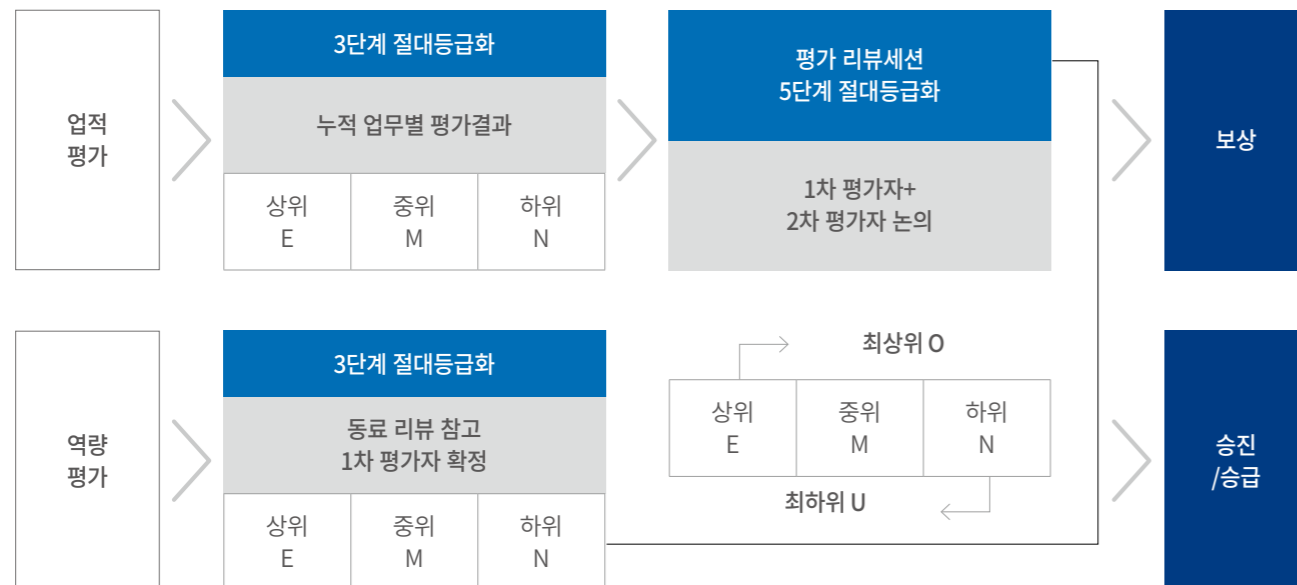 업적
평가
3단계 절대등급화
누적 업무별 평가결과
상위
E
중위
M
하위
N
평가 리뷰세션
5단계 절대등급화
1차 평가자+
2차 평가자 논의
보상
역량
평가
3단계 절대등급화
동료 리뷰 참고
1차 평가자 확정
상위
E
중위
M
하위
N
최상위 O
상위
E
중위
M
하위
N
최하위 U
승진
/승급